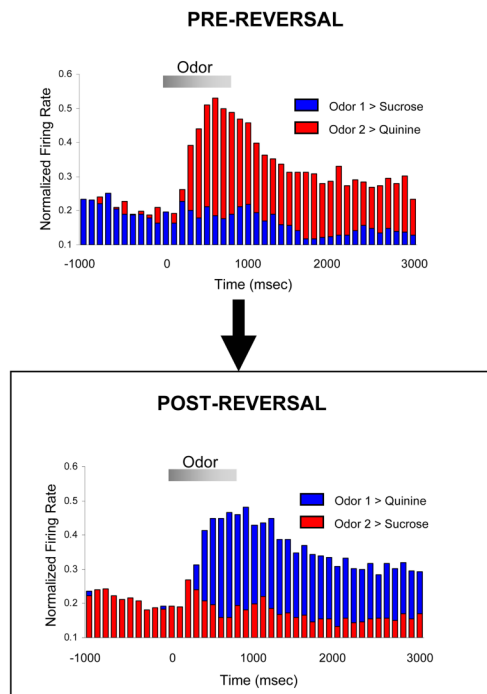 PRE-REVERSAL
Odor
0.6
0.5
0.4
0.3
0.2
0.1
Normalized Firing Rate
Odor 1 > Sucrose
Odor 2 > Quinine
-1000 0 1000 2000 3000
Time (msec)
POST-REVERSAL
Odor
0.6
0.5
0.4
0.3
0.2
0.1
Normalized Firing Rate
Odor 1 > Quinine
Odor 2 > Sucrose
-1000 0 1000 2000 3000
Time (msec)